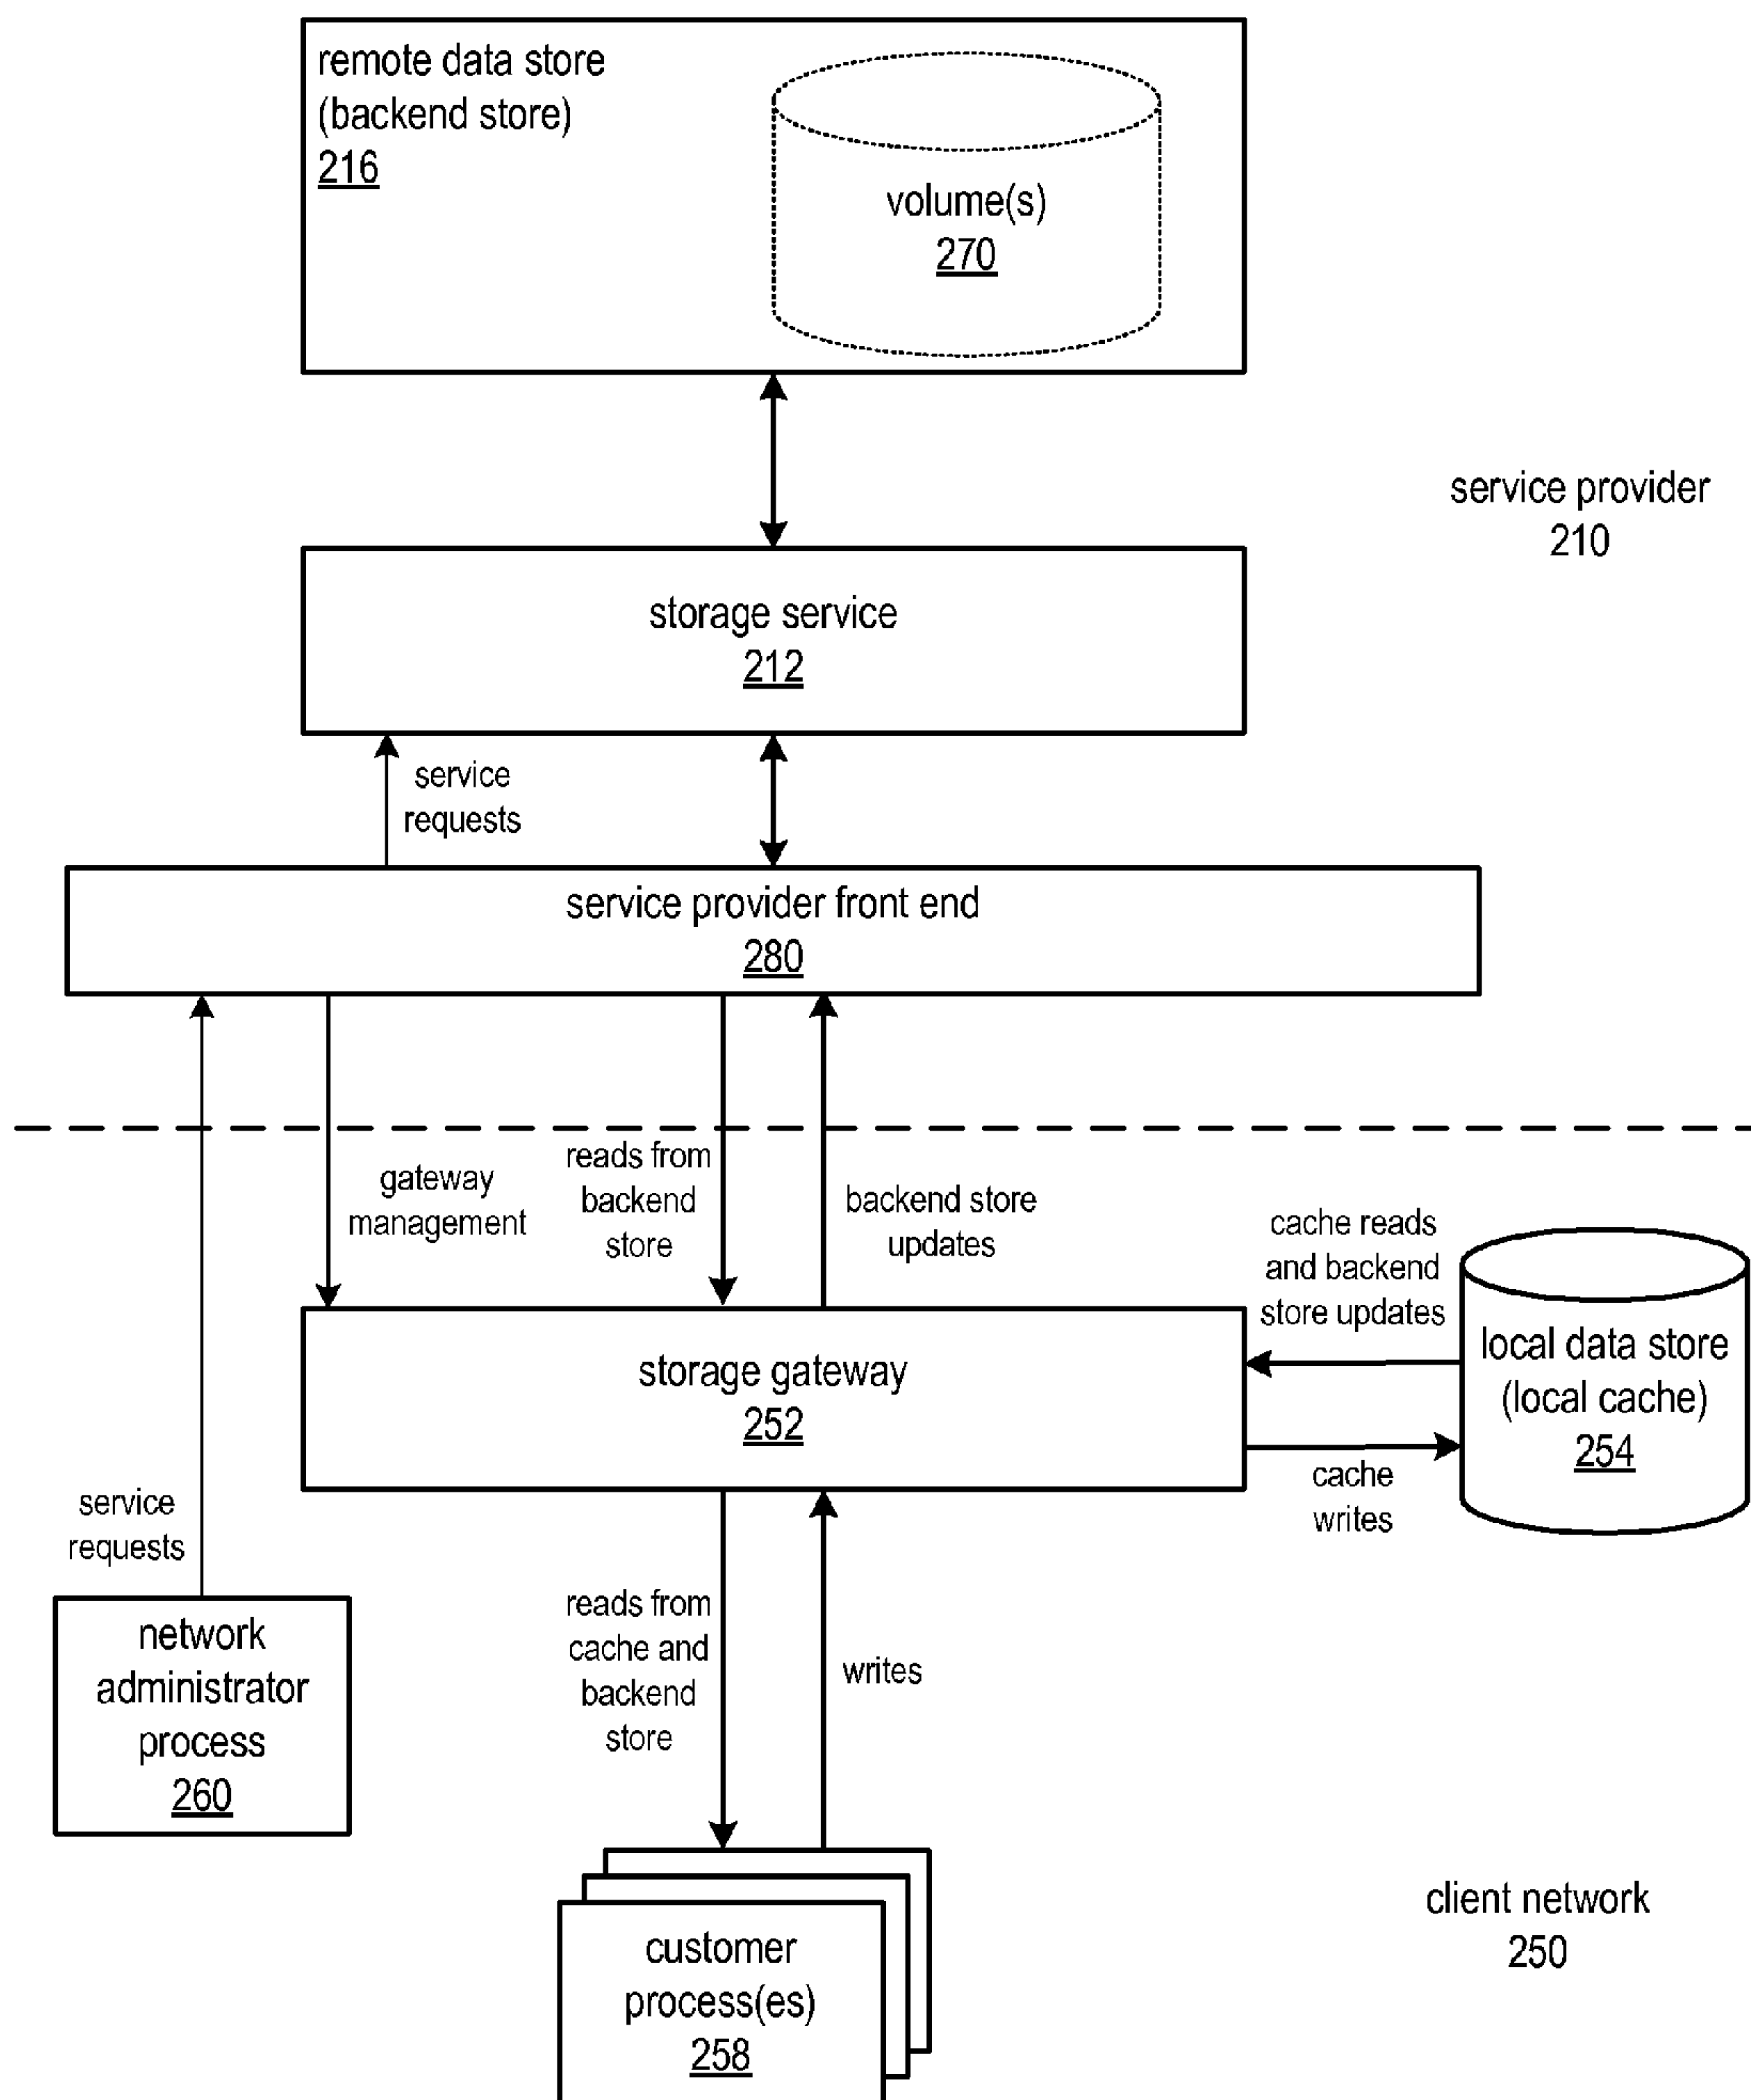 remote data store
(backend store)
216
volume(s)
270
service provider
210
storage service
212
service
requests
service provider front end
280
gateway
management
reads from
backend
store
backend store
updates
cache reads
and backend
store updates
local data store
(local cache)
254
storage gateway
252
cache
writes
service
requests
network
administrator
process
260
reads from
cache and
backend
store
writes
client network
250
customer
process(es)
258